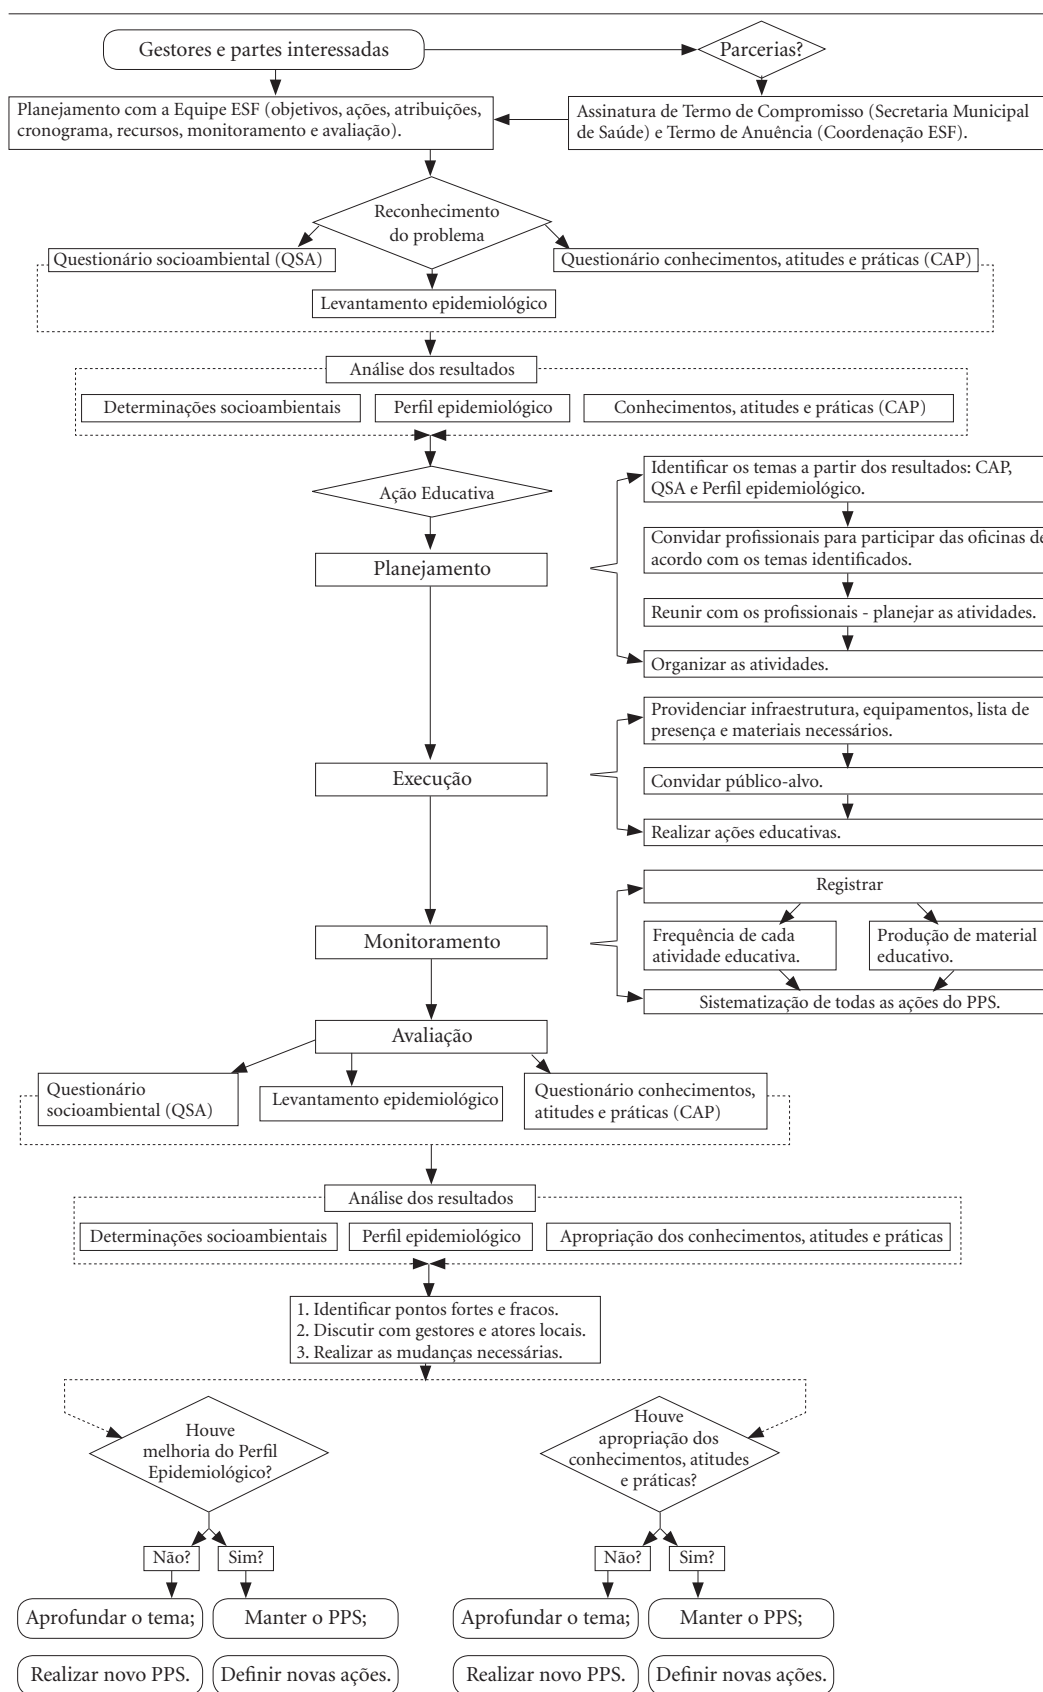 Gestores e partes interessadas
Parcerias?
Planejamento com a Equipe ESF (objetivos, ações, atribuições,
cronograma, recursos, monitoramento e avaliação).
Assinatura de Termo de Compromisso (Secretaria Municipal
de Saúde) e Termo de Anuência (Coordenação ESF).
Reconhecimento
do problema
Questionário socioambiental (QSA)
Questionário conhecimentos, atitudes e práticas (CAP)
Levantamento epidemiológico
Análise dos resultados
Determinações socioambientais
Perfil epidemiológico
Conhecimentos, atitudes e práticas (CAP)
Ação Educativa
Planejamento
Identificar os temas a partir dos resultados: CAP,
QSA e Perfil epidemiológico.
Convidar profissionais para participar das oficinas de
acordo com os temas identificados.
Reunir com os profissionais - planejar as atividades.
Organizar as atividades.
Execução
Providenciar infraestrutura, equipamentos, lista de
presença e materiais necessários.
Convidar público-alvo.
Realizar ações educativas.
Monitoramento
Registrar
Frequência de cada
atividade educativa.
Produção de material
educativo.
Sistematização de todas as ações do PPS.
Avaliação
Questionário
socioambiental (QSA)
Levantamento epidemiológico
Questionário conhecimentos,
atitudes e práticas (CAP)
Análise dos resultados
Determinações socioambientais
Perfil epidemiológico
Apropriação dos conhecimentos, atitudes e práticas
1. Identificar pontos fortes e fracos.
2. Discutir com gestores e atores locais.
3. Realizar as mudanças necessárias.
Houve
melhoria do Perfil
Epidemiológico?
Houve
apropriação dos
conhecimentos, atitudes
e práticas?
Não?
Sim?
Não?
Sim?
Aprofundar o tema;
Manter o PPS;
Aprofundar o tema;
Manter o PPS;
Realizar novo PPS.
Definir novas ações.
Realizar novo PPS.
Definir novas ações.